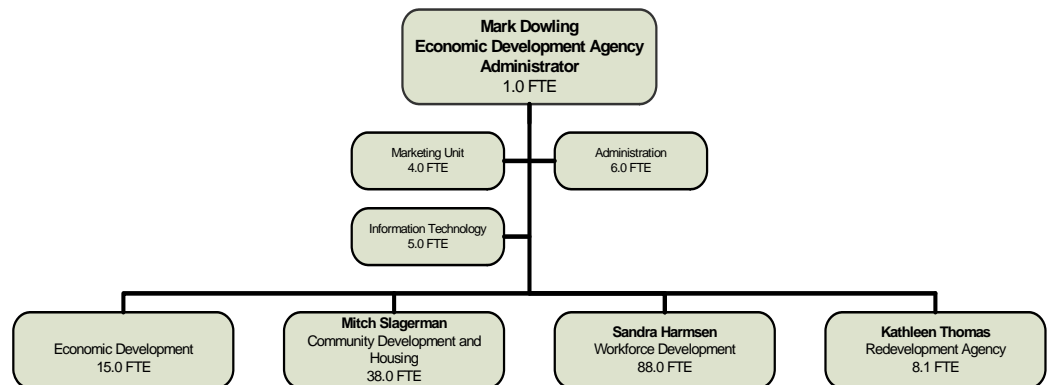 Mark Dowling
Economic Development Agency
Administrator
1.0 FTE
Marketing Unit
4.0 FTE
Administration
6.0 FTE
Information Technology
5.0 FTE
Economic Development
15.0 FTE
Mitch Slagerman
Community Development and
Housing
38.0 FTE
Sandra Harmsen
Workforce Development
88.0 FTE
Kathleen Thomas
Redevelopment Agency
8.1 FTE